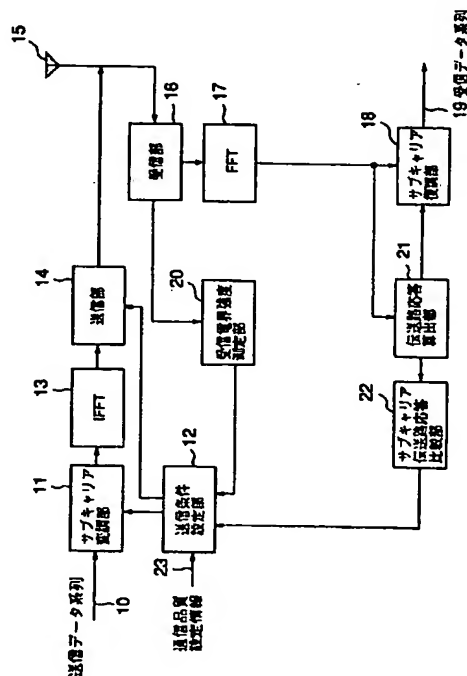 15
14
送信部
16
受信部
13
IFFT
17
FFT
11
サブキャリア
変調部
送信データ系列
10
12
送信条件
設定部
20
受信電界強度
測定部
通信品質
設定情報
23
22
サブキャリア
伝送路応答
比較部
21
伝送路応答
算出部
18
サブキャリア
復調部
19 受信データ系列